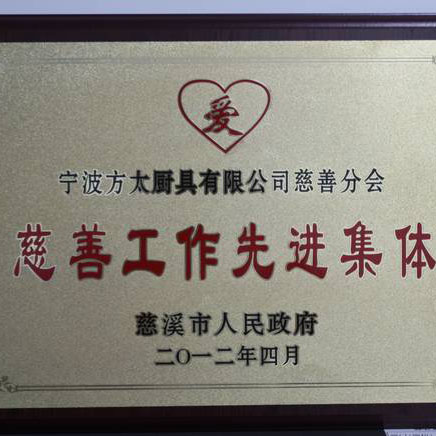 爱
宁波方太厨具有限公司慈善分会
慈善工作先进集体
慈溪市人民政府
二〇一二年四月